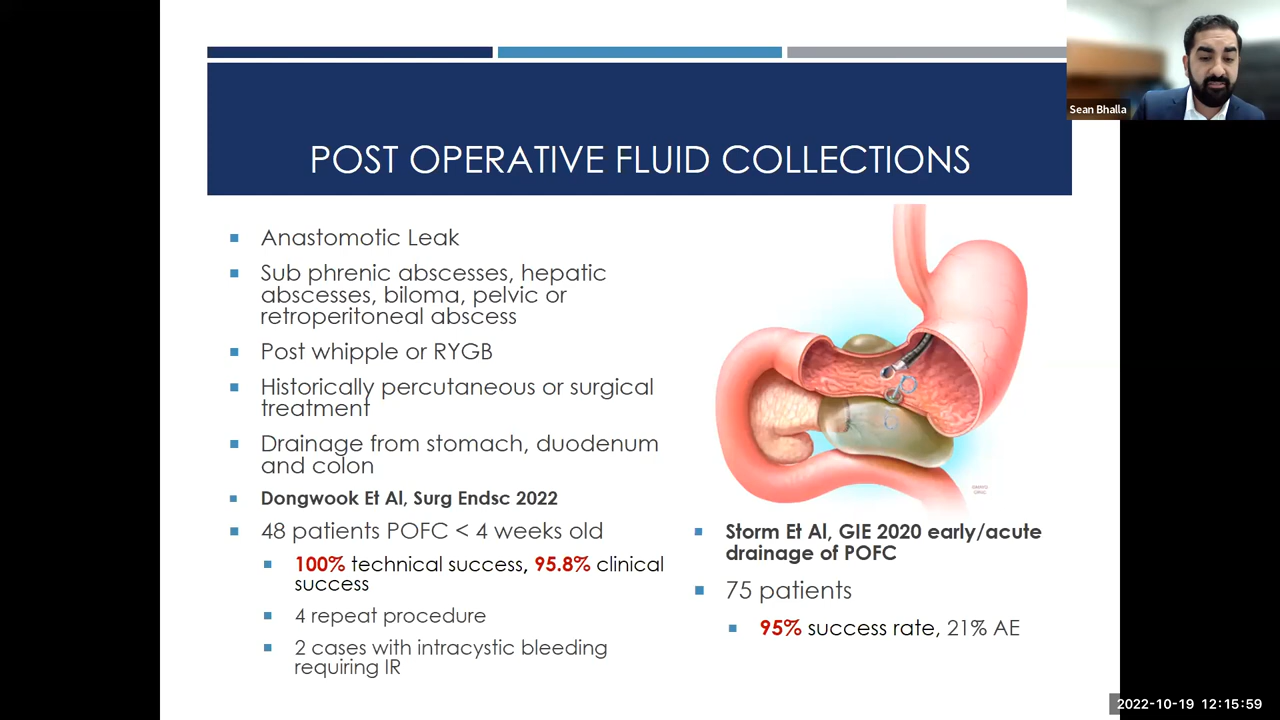 Sean Bhalla
POST OPERATIVE FLUID COLLECTIONS
Anastomotic Leak
Sub phrenic abscesses, hepatic
abscesses, biloma, pelvic or
retroperitoneal abscess
Post whipple or RYGB
Historically percutaneous or surgical
treatment
Drainage from stomach, duodenum
and colon
Dongwook Et Al, Surg Endsc 2022
48 patients POFC < 4 weeks old
100% technical success, 95.8% clinical
success
4 repeat procedure
2 cases with intracystic bleeding
requiring IR
Storm Et Al, GIE 2020 early/acute
drainage of POFC
75 patients
95% success rate, 21% AE
2022-10-19 12:15:59